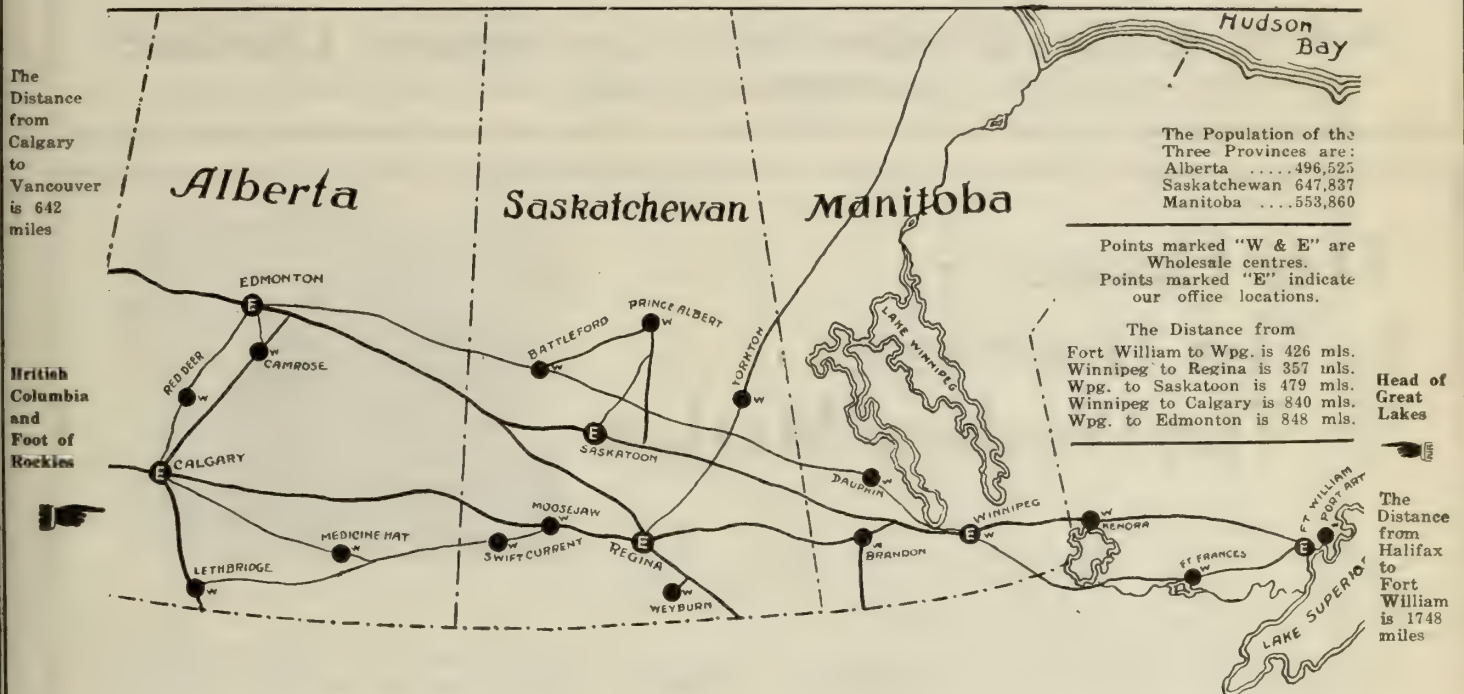 The
Distance
from
Calgary
to
Vancouver
is 642
miles
British
Columbia
and
Foot of
Rockies
Alberta
Saskatchewan
Manitoba
Hudson
Bay
The Population of the
Three Provinces are:
Alberta .....496,525
Saskatchewan 647,837
Manitoba ....553,860
Points marked "W & E" are
Wholesale centres.
Points marked "E" indicate
our office locations.
The Distance from
Fort William to Wpg. is 426 mls.
Winnipeg to Regina is 357 mls.
Wpg. to Saskatoon is 479 mls.
Winnipeg to Calgary is 840 mls.
Wpg. to Edmonton is 848 mls.
Head of
Great
Lakes
The
Distance
from
Halifax
to
Fort
William
is 1748
miles
EDMONTON
E
RED DEER
W
CAMROSE
W
CALGARY
E
LETHBRIDGE
W
MEDICINE HAT
W
BATTLEFORD
W
PRINCE ALBERT
W
SASKATOON
E
YORKTON
W
MOOSEJAW
W
SWIFT CURRENT
W
REGINA
E
WEYBURN
W
LAKE WINNIPEG
DAUPHIN
W
BRANDON
W
WINNIPEG
E
KENORA
W
FT FRANCES
W
FT WILLIAM
PORT ART
E
LAKE SUPERIO